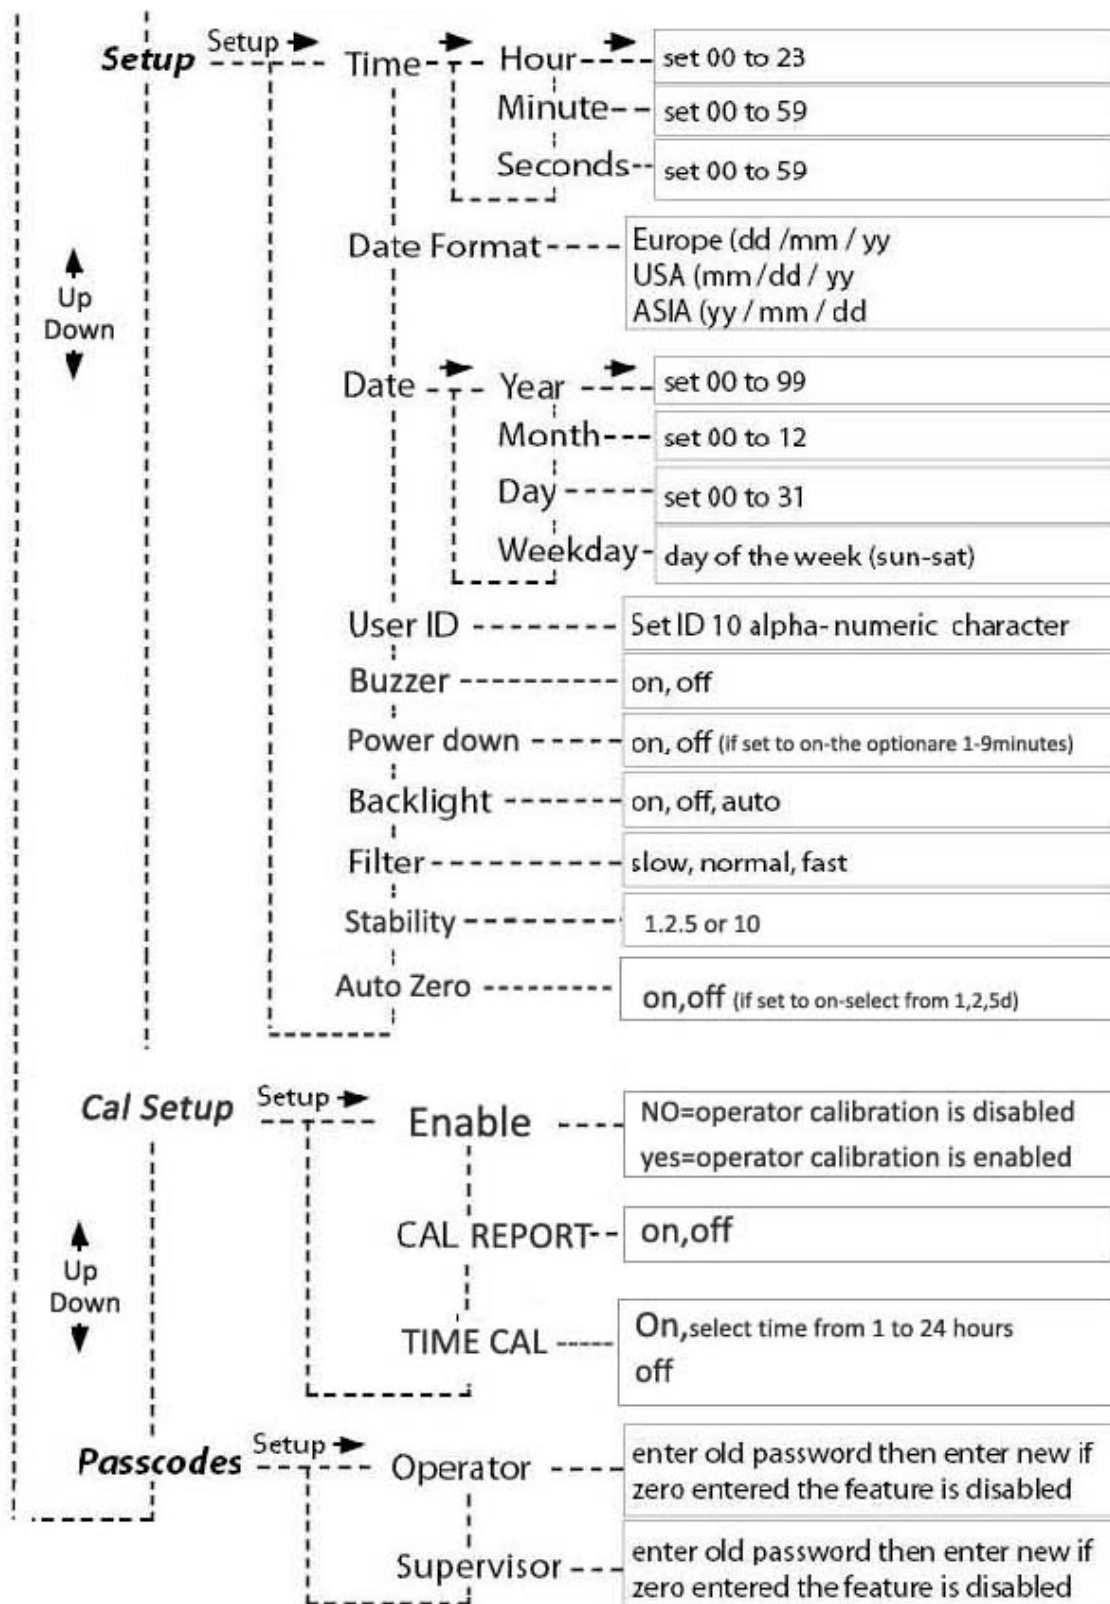 Setup Setup Time Hour set 00 to 23
Minute set 00 to 59
Seconds set 00 to 59
Date Format Europe (dd /mm / yy
USA (mm /dd / yy
ASIA (yy / mm / dd
Up
Down
Date Year set 00 to 99
Month set 00 to 12
Day set 00 to 31
Weekday day of the week (sun-sat)
User ID Set ID 10 alpha-numeric character
Buzzer on, off
Power down on, off (if set to on-the optionare 1-9minutes)
Backlight on, off, auto
Filter slow, normal, fast
Stability 1.2.5 or 10
Auto Zero on,off (if set to on-select from 1,2,5d)
Cal Setup Setup Enable NO=operator calibration is disabled
yes=operator calibration is enabled
CAL REPORT on,off
Up
Down
TIME CAL On,select time from 1 to 24 hours
off
Passcodes Setup Operator enter old password then enter new if
zero entered the feature is disabled
Supervisor enter old password then enter new if
zero entered the feature is disabled